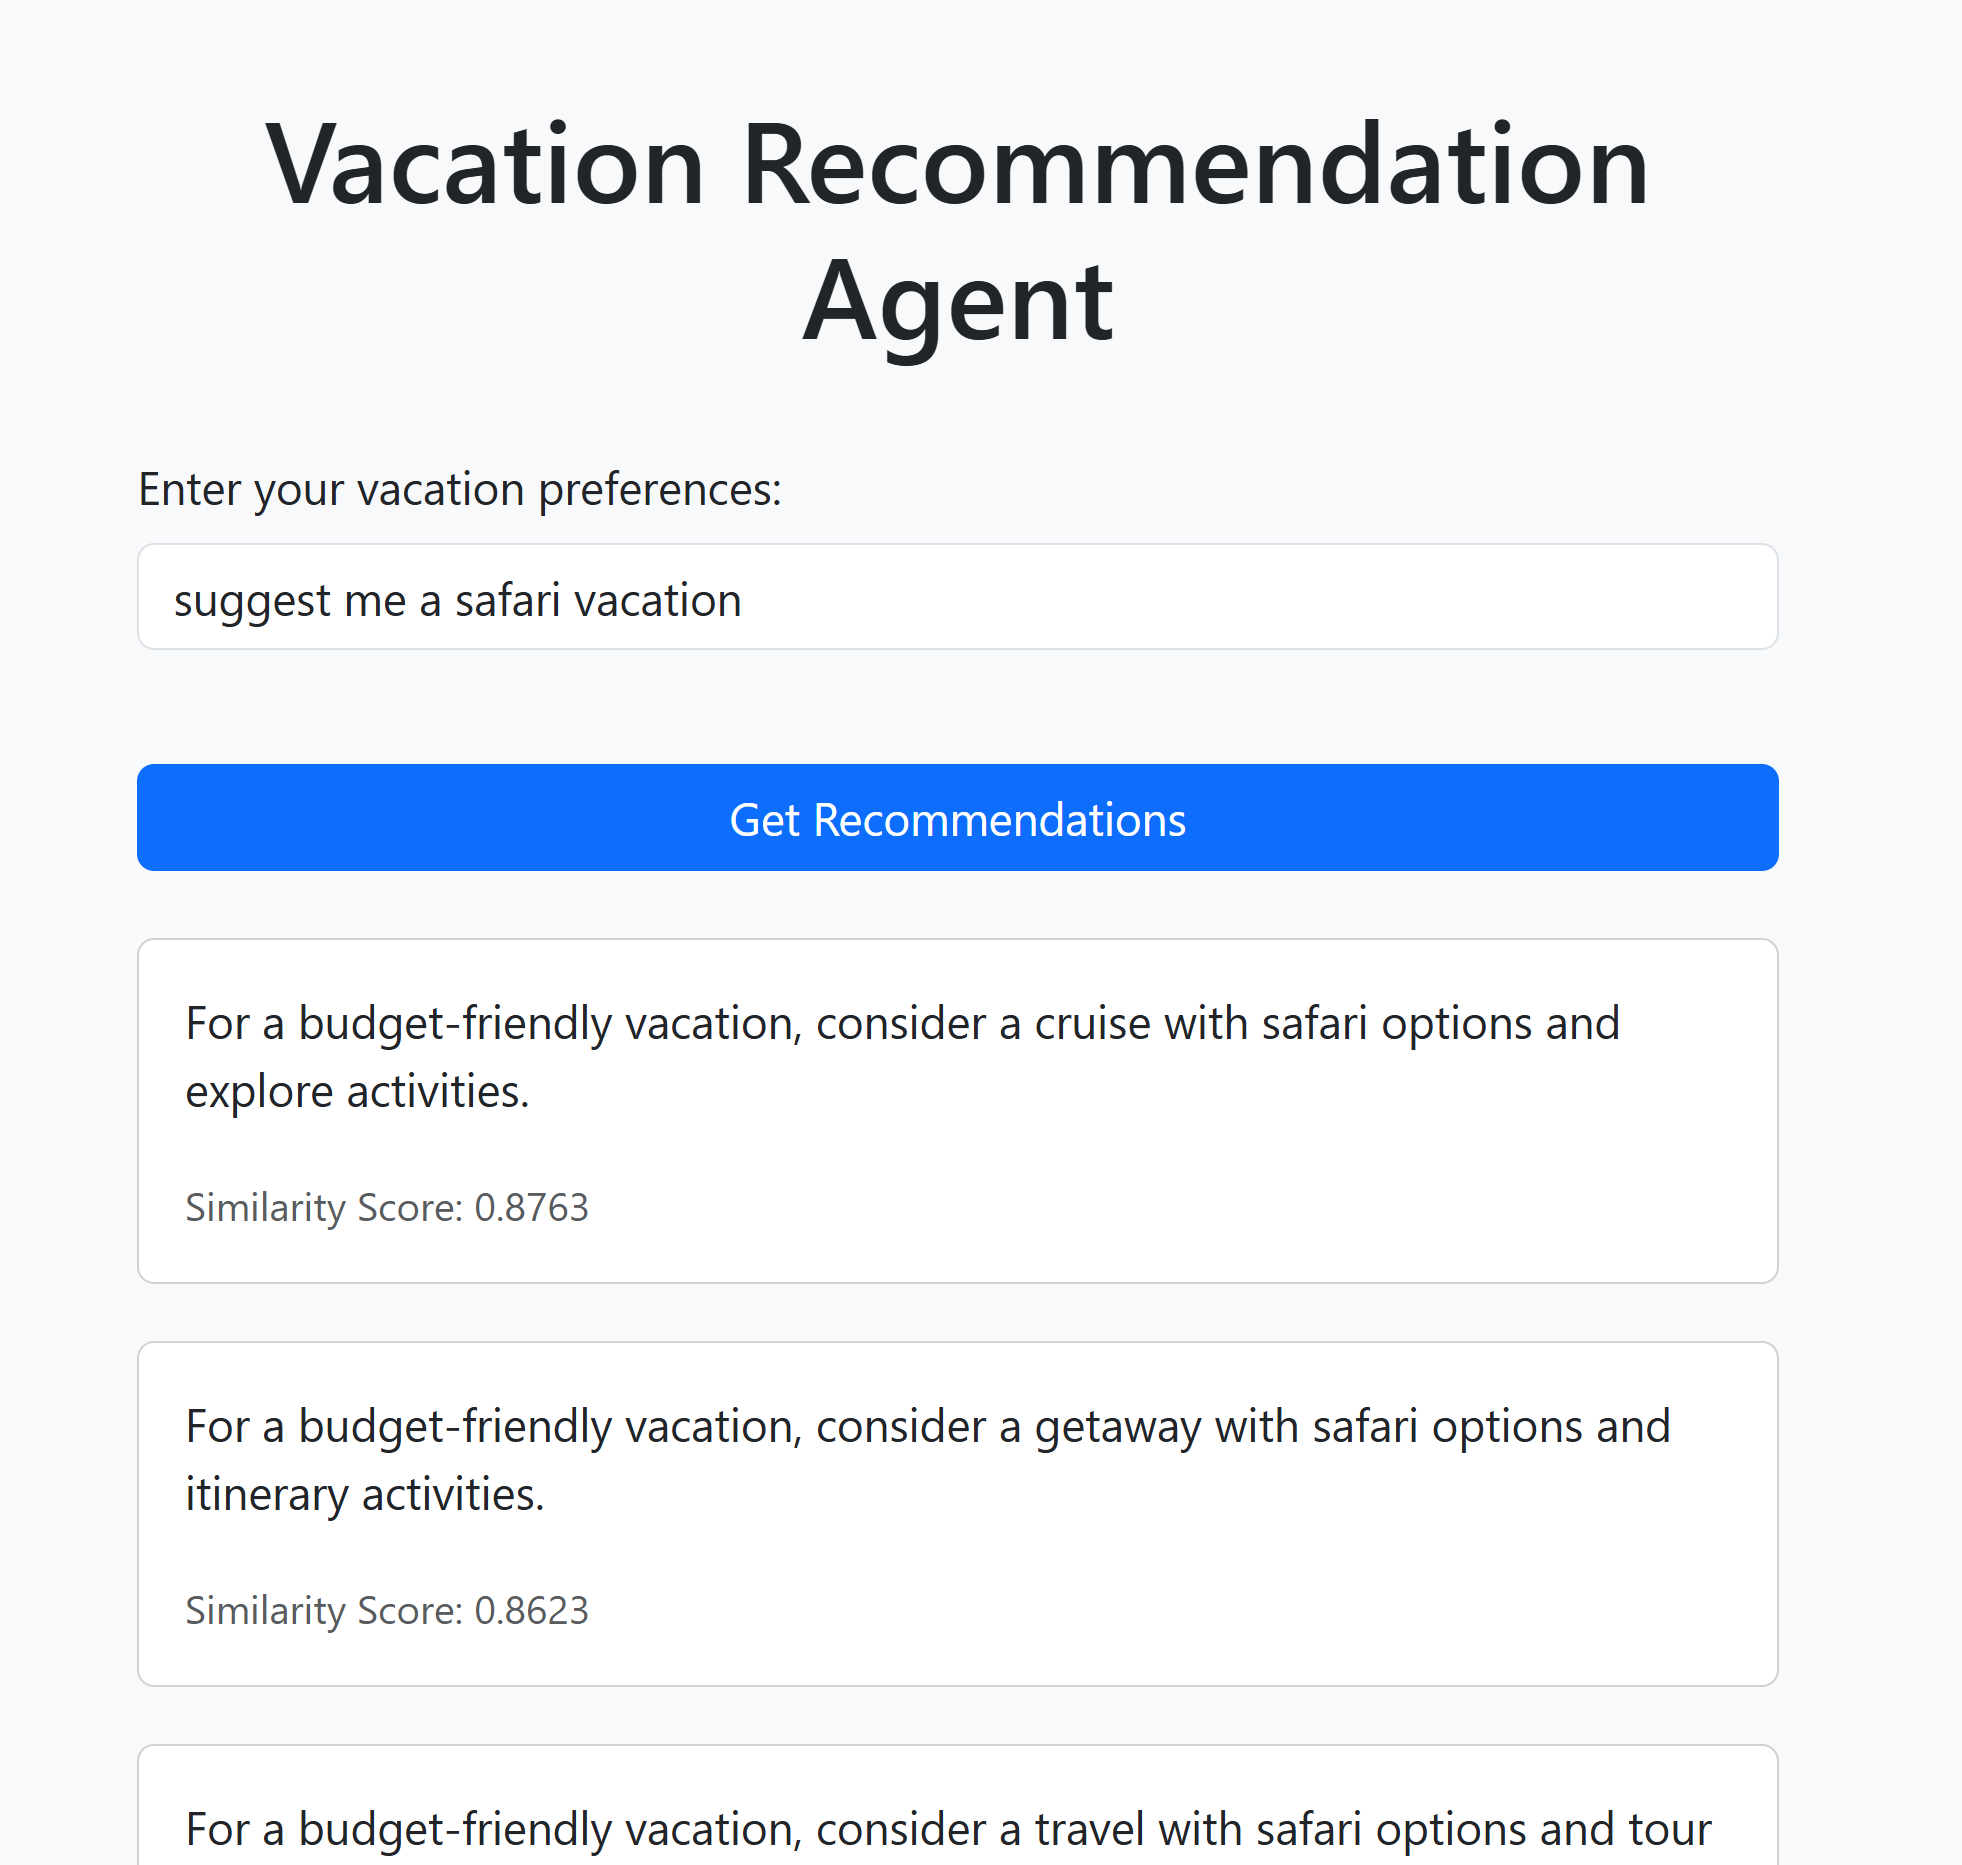 Vacation Recommendation
Agent
Enter your vacation preferences:
suggest me a safari vacation
Get Recommendations
For a budget-friendly vacation, consider a cruise with safari options and
explore activities.
Similarity Score: 0.8763
For a budget-friendly vacation, consider a getaway with safari options and
itinerary activities.
Similarity Score: 0.8623
For a budget-friendly vacation, consider a travel with safari options and tour